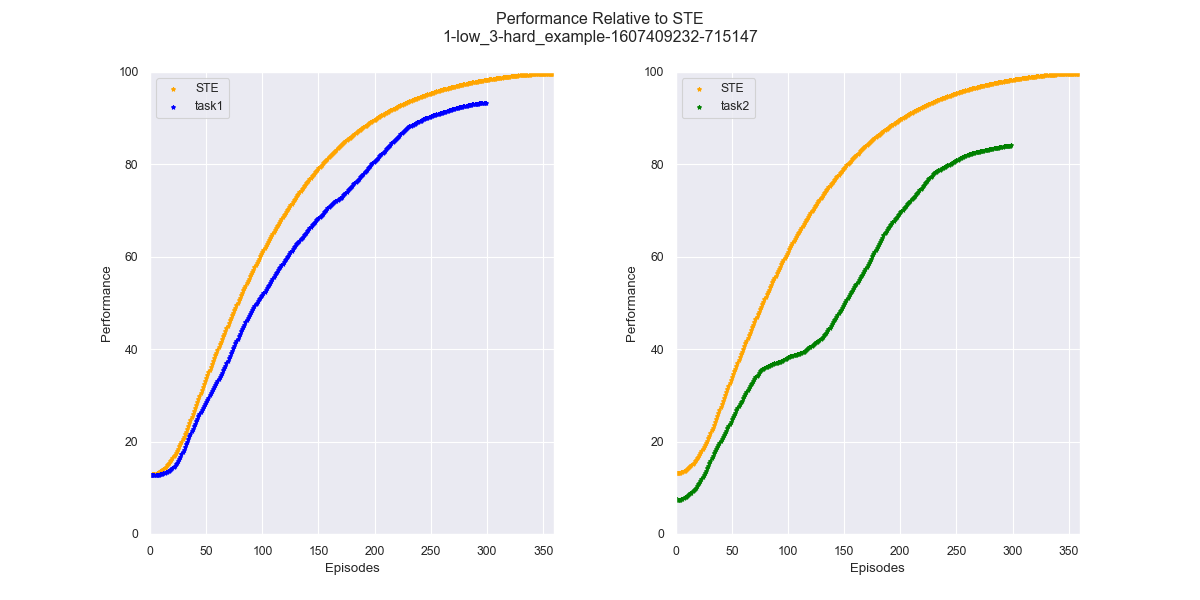 Performance Relative to STE
1-low_3-hard_example-1607409232-715147
STE
task1
Performance
100
80
60
40
20
0
0 50 100 150 200 250 300 350
Episodes
STE
task2
Performance
100
80
60
40
20
0
0 50 100 150 200 250 300 350
Episodes